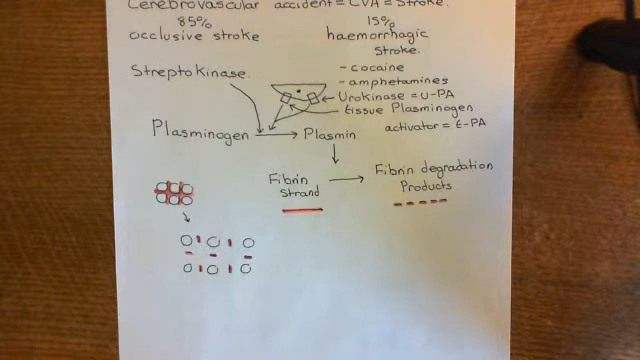 Cerebrovascular accident = CVA = Stroke.
85%
occlusive stroke
15%
haemorrhagic
stroke.
- cocaine
- amphetamines
Streptokinase.
Urokinase = U-PA
tissue Plasminogen
activator = t-PA
Plasminogen
Plasmin
Fibrin
Strand
Fibrin degradation
Products